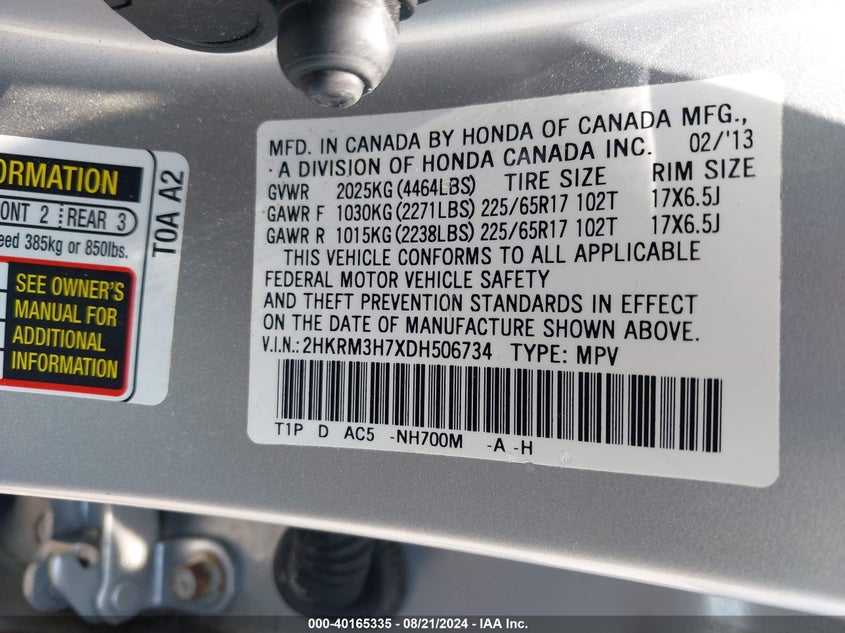 ORMATION
ONT 2 REAR 3
eed 385kg or 850lbs.
SEE OWNER'S
MANUAL FOR
ADDITIONAL
INFORMATION
T0A A2
MFD. IN CANADA BY HONDA OF CANADA MFG.,
·A DIVISION OF HONDA CANADA INC. 02/'13
GVWR 2025KG(4464LBS) TIRE SIZE RIM SIZE
GAWR F 1030KG(2271LBS) 225/65R17 102T 17X6.5J
GAWR R 1015KG(2238LBS) 225/65R17 102T 17X6.5J
THIS VEHICLE CONFORMS TO ALL APPLICABLE
FEDERAL MOTOR VEHICLE SAFETY
AND THEFT PREVENTION STANDARDS IN EFFECT
ON THE DATE OF MANUFACTURE SHOWN ABOVE.
V.I.N.:2HKRM3H7XDH506734 TYPE: MPV
T1P D AC5 -NH700M -A -H
000-40165335 - 08/21/2024 - IAA Inc.